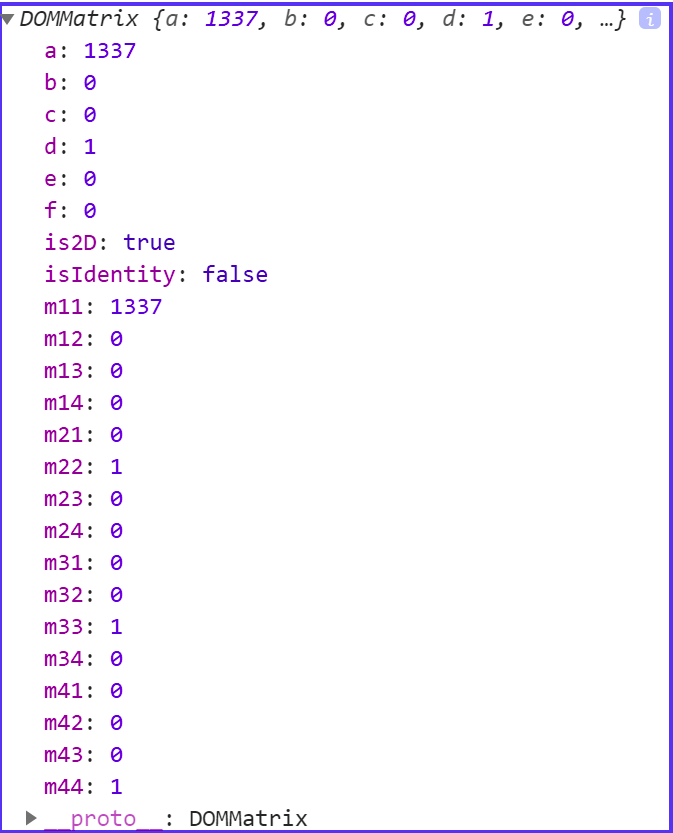 DOMMatrix {a: 1337, b: 0, c: 0, d: 1, e: 0, …} i
a: 1337
b: 0
c: 0
d: 1
e: 0
f: 0
is2D: true
isIdentity: false
m11: 1337
m12: 0
m13: 0
m14: 0
m21: 0
m22: 1
m23: 0
m24: 0
m31: 0
m32: 0
m33: 1
m34: 0
m41: 0
m42: 0
m43: 0
m44: 1
__proto__: DOMMatrix